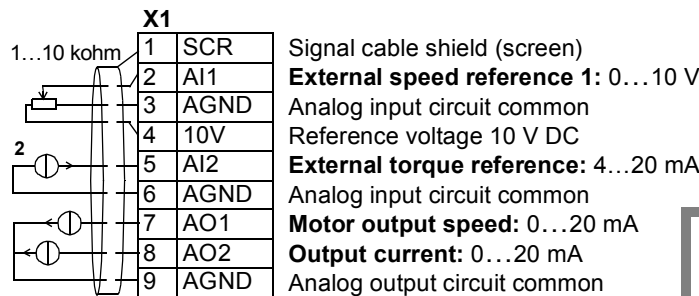 X1
1…10 kohm 1 SCR Signal cable shield (screen)
2 AI1 External speed reference 1: 0…10 V
3 AGND Analog input circuit common
4 10V Reference voltage 10 V DC
2 5 AI2 External torque reference: 4…20 mA
6 AGND Analog input circuit common
7 AO1 Motor output speed: 0…20 mA
8 AO2 Output current: 0…20 mA
9 AGND Analog output circuit common